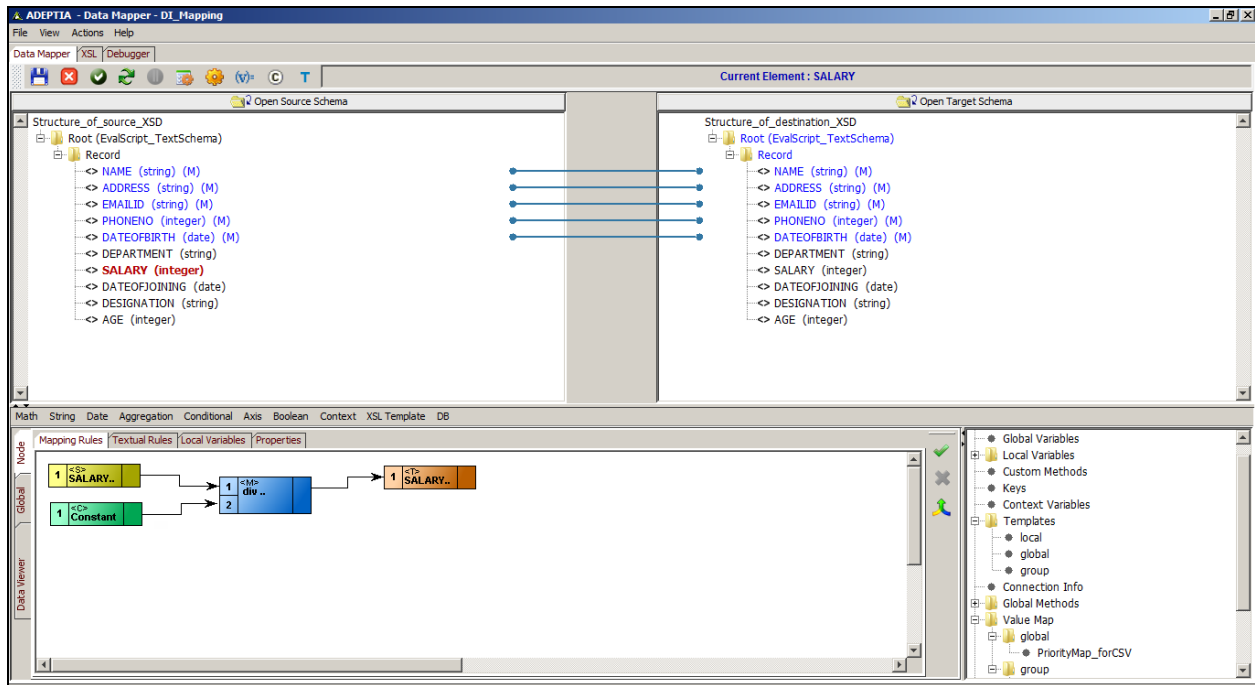 ADEPTIA - Data Mapper - DI_Mapping
File View Actions Help
Data Mapper XSL Debugger
(v)= © T Current Element : SALARY
Open Source Schema Open Target Schema
Structure_of_source_XSD
Root (EvalScript_TextSchema)
Record
<> NAME (string) (M)
<> ADDRESS (string) (M)
<> EMAILID (string) (M)
<> PHONENO (integer) (M)
<> DATEOFBIRTH (date) (M)
<> DEPARTMENT (string)
<> SALARY (integer)
<> DATEOFJOINING (date)
<> DESIGNATION (string)
<> AGE (integer)
Structure_of_destination_XSD
Root (EvalScript_TextSchema)
Record
<> NAME (string) (M)
<> ADDRESS (string) (M)
<> EMAILID (string) (M)
<> PHONENO (integer) (M)
<> DATEOFBIRTH (date) (M)
<> DEPARTMENT (string)
<> SALARY (integer)
<> DATEOFJOINING (date)
<> DESIGNATION (string)
<> AGE (integer)
Math String Date Aggregation Conditional Axis Boolean Context XSL Template DB
Node
Global
Data Viewer
Mapping Rules Textual Rules Local Variables Properties
1 <S> SALARY..
1 <C> Constant
1 <M> div ..
2
1 <T> SALARY..
Global Variables
Local Variables
Custom Methods
Keys
Context Variables
Templates
local
global
group
Connection Info
Global Methods
Value Map
global
PriorityMap_forCSV
group